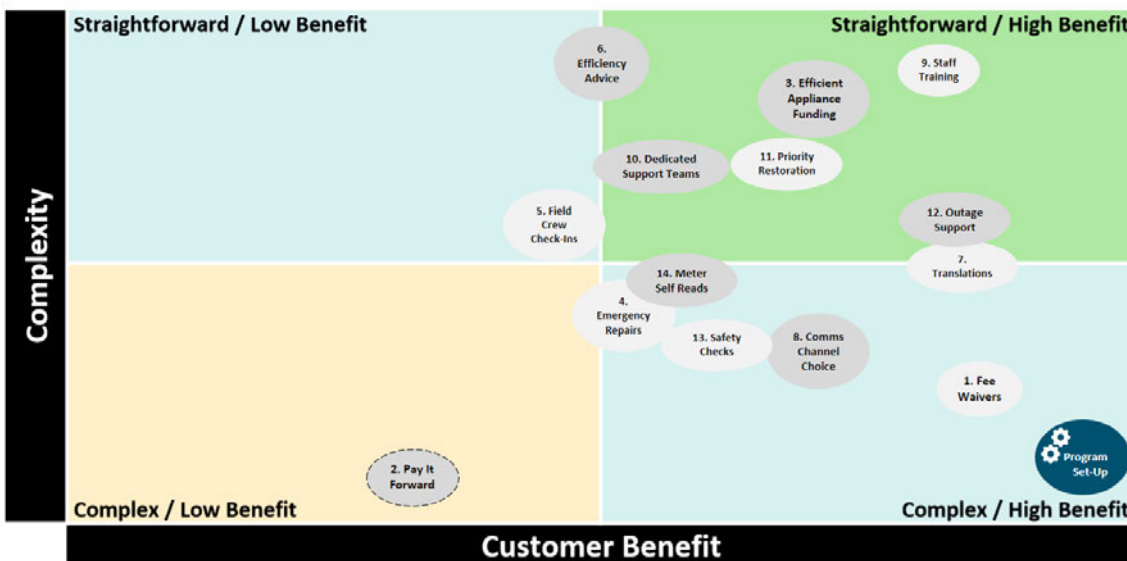 Straightforward / Low Benefit
Straightforward / High Benefit
6.
Efficiency
Advice
9. Staff
Training
3. Efficient
Appliance
Funding
10. Dedicated
Support Teams
11. Priority
Restoration
5. Field
Crew
Check-Ins
12. Outage
Support
7.
Translations
14. Meter
Self Reads
4.
Emergency
Repairs
13. Safety
Checks
8. Comms
Channel
Choice
1. Fee
Waivers
2. Pay It
Forward
Program
Set-Up
Complex / Low Benefit
Complex / High Benefit
Complexity
Customer Benefit